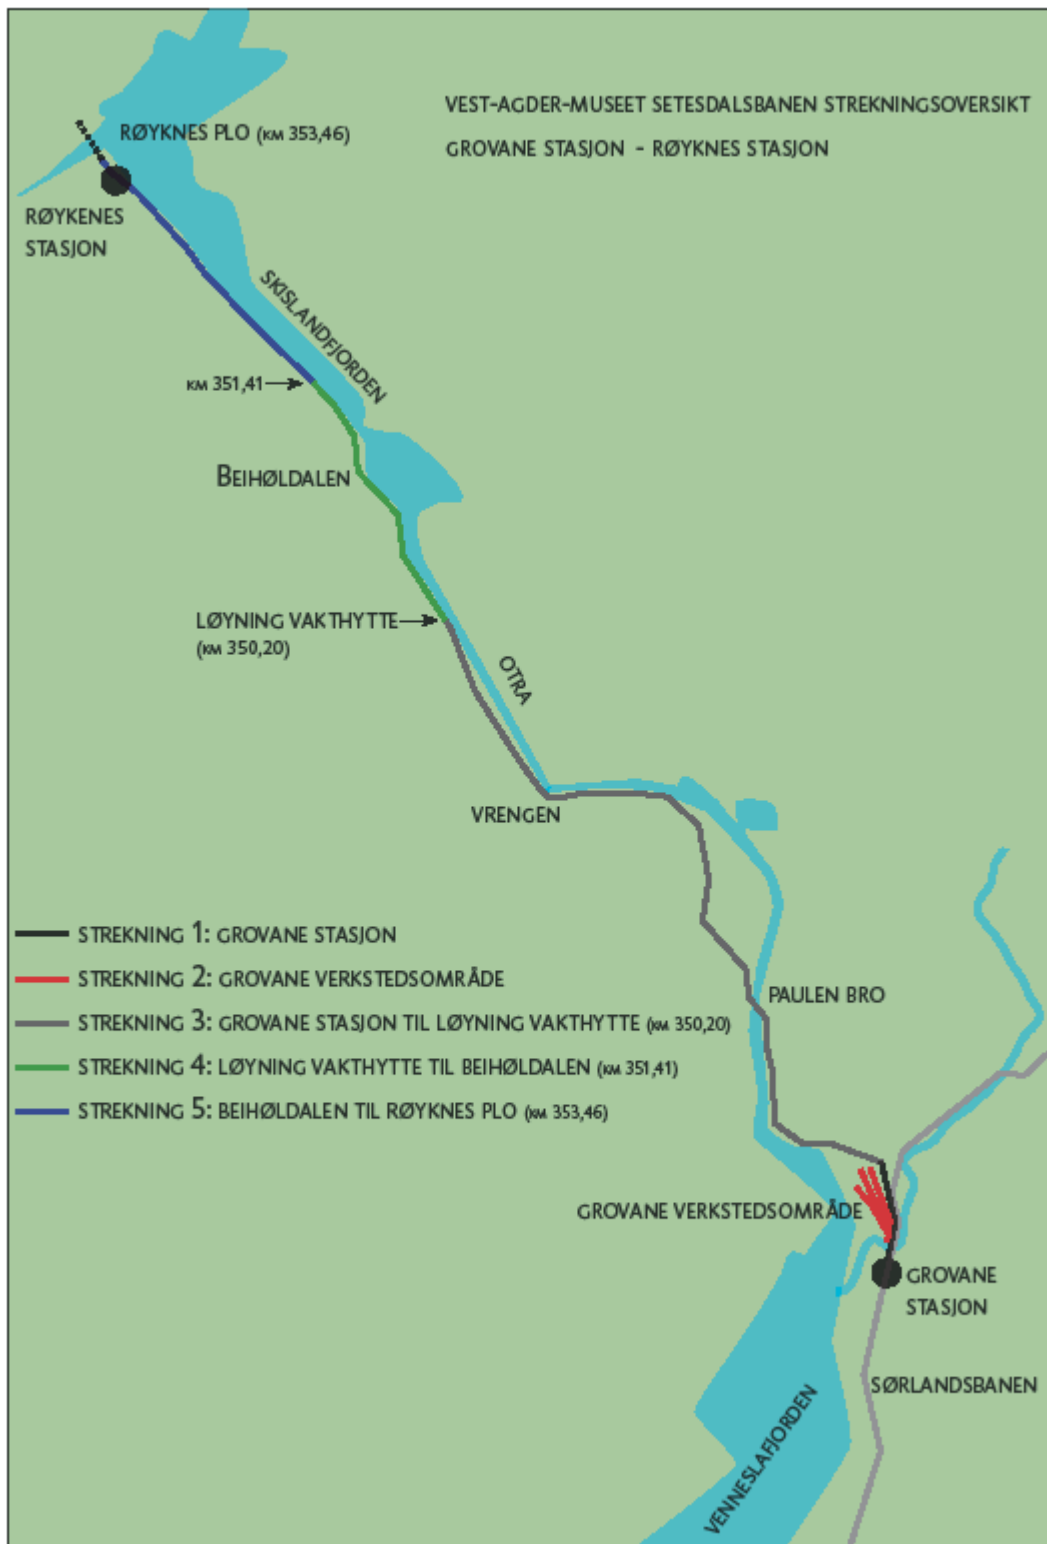 VEST-AGDER-MUSEET SETESDALSBANEN STREKNINGSOVERSIKT
GROVANE STASJON - RØYKNES STASJON
RØYKNES PLO (KM 353,46)
RØYKENES
STASJON
SKISLANDFJORDEN
KM 351,41
BEIHØLDALEN
LØYNING VAKTHYTTE
(KM 350,20)
OTRA
VRENGEN
STREKNING 1: GROVANE STASJON
STREKNING 2: GROVANE VERKSTEDSOMRÅDE
STREKNING 3: GROVANE STASJON TIL LØYNING VAKTHYTTE (KM 350,20)
STREKNING 4: LØYNING VAKTHYTTE TIL BEIHØLDALEN (KM 351,41)
STREKNING 5: BEIHØLDALEN TIL RØYKNES PLO (KM 353,46)
PAULEN BRO
GROVANE VERKSTEDSOMRÅDE
GROVANE
STASJON
SØRLANDSBANEN
VENNESLAFJORDEN